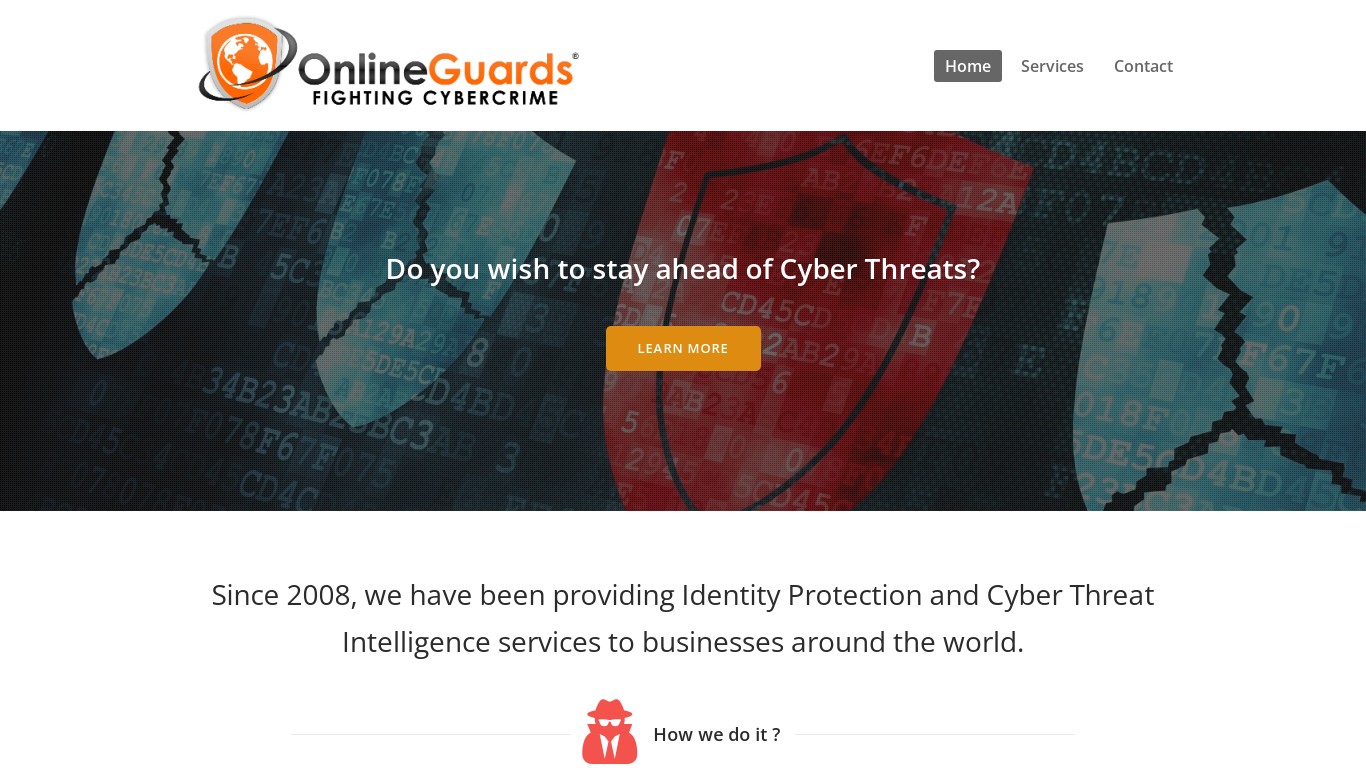 OnlineGuards®
FIGHTING CYBERCRIME
Home Services Contact
Do you wish to stay ahead of Cyber Threats?
LEARN MORE
Since 2008, we have been providing Identity Protection and Cyber Threat
Intelligence services to businesses around the world.
How we do it ?